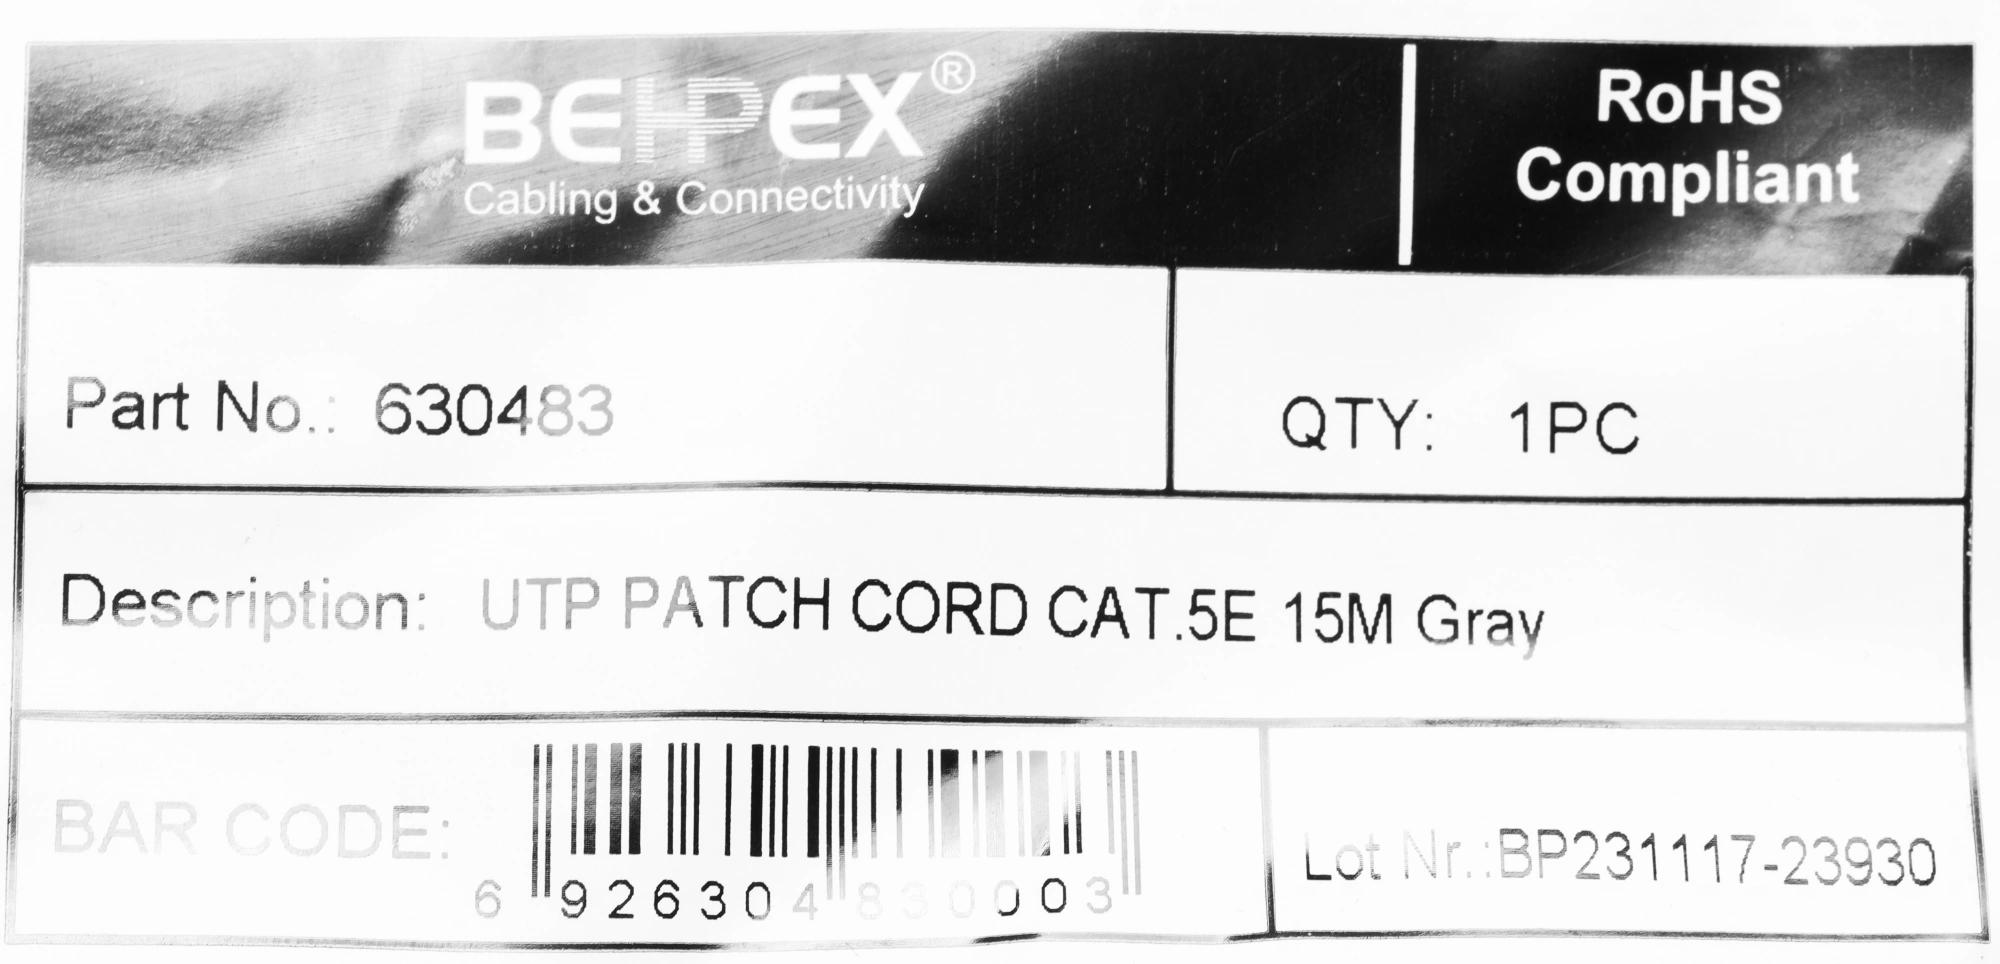 BEHPEX®
Cabling & Connectivity
RoHS
Compliant
Part No.: 630483
QTY: 1PC
Description: UTP PATCH CORD CAT.5E 15M Gray
BAR CODE:
6 926304 830003
Lot Nr.:BP231117-23930